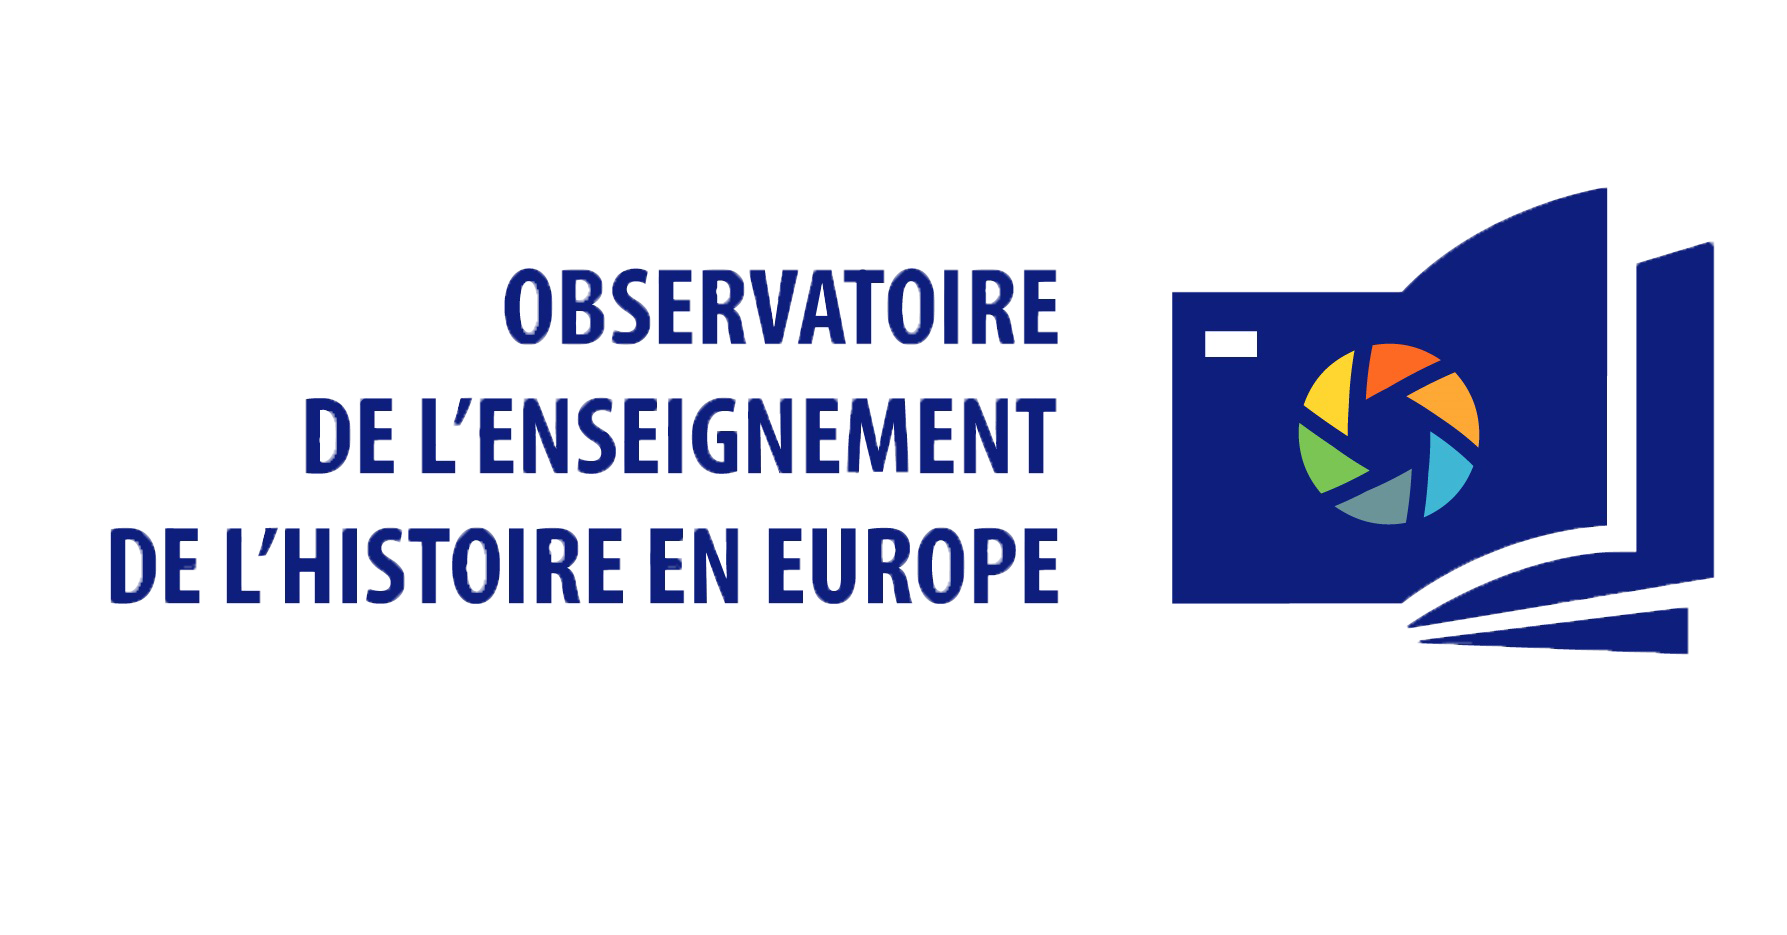 OBSERVATOIRE
DE L’ENSEIGNEMENT
DE L’HISTOIRE EN EUROPE